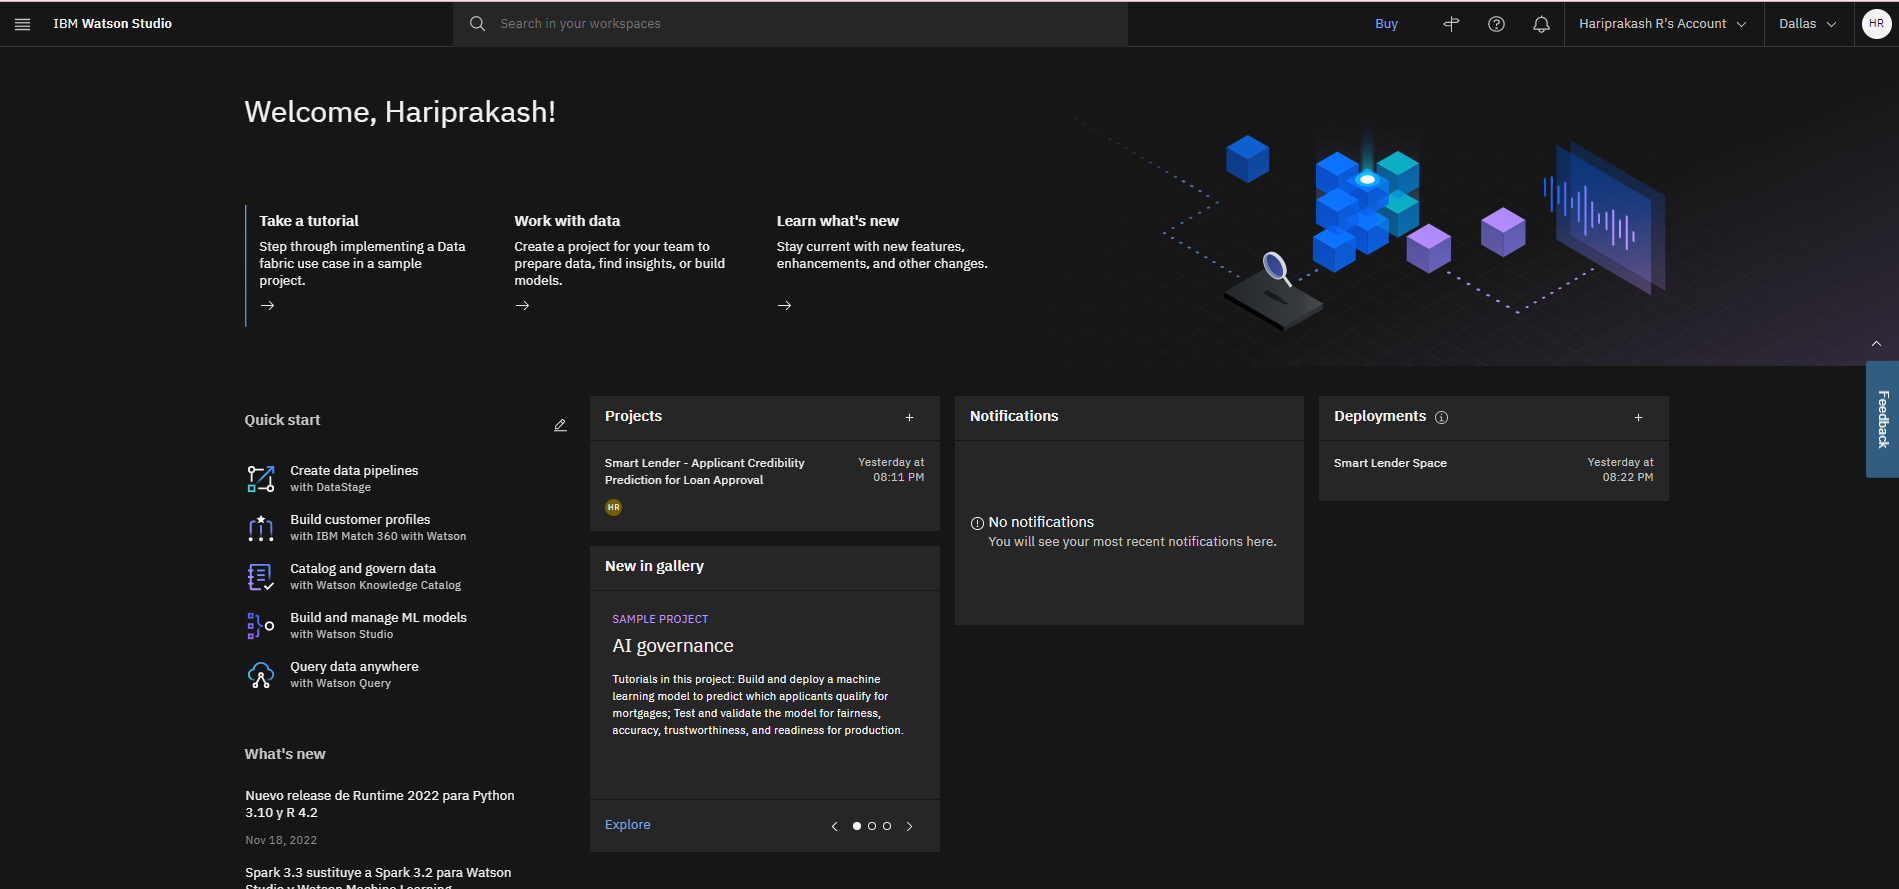 IBM Watson Studio
Search in your workspaces
Buy
Hariprakash R's Account
Dallas
HR
Welcome, Hariprakash!
Take a tutorial
Step through implementing a Data
fabric use case in a sample
project.
Work with data
Create a project for your team to
prepare data, find insights, or build
models.
Learn what's new
Stay current with new features,
enhancements, and other changes.
Feedback
Quick start
Create data pipelines
with DataStage
Build customer profiles
with IBM Match 360 with Watson
Catalog and govern data
with Watson Knowledge Catalog
Build and manage ML models
with Watson Studio
Query data anywhere
with Watson Query
What's new
Nuevo release de Runtime 2022 para Python
3.10 y R 4.2
Nov 18, 2022
Spark 3.3 sustituye a Spark 3.2 para Watson
Studio y Watson Machine Learning
Projects
Smart Lender - Applicant Credibility
Prediction for Loan Approval
Yesterday at
08:11 PM
HR
New in gallery
SAMPLE PROJECT
AI governance
Tutorials in this project: Build and deploy a machine
learning model to predict which applicants qualify for
mortgages; Test and validate the model for fairness,
accuracy, trustworthiness, and readiness for production.
Explore
Notifications
No notifications
You will see your most recent notifications here.
Deployments
Smart Lender Space
Yesterday at
08:22 PM